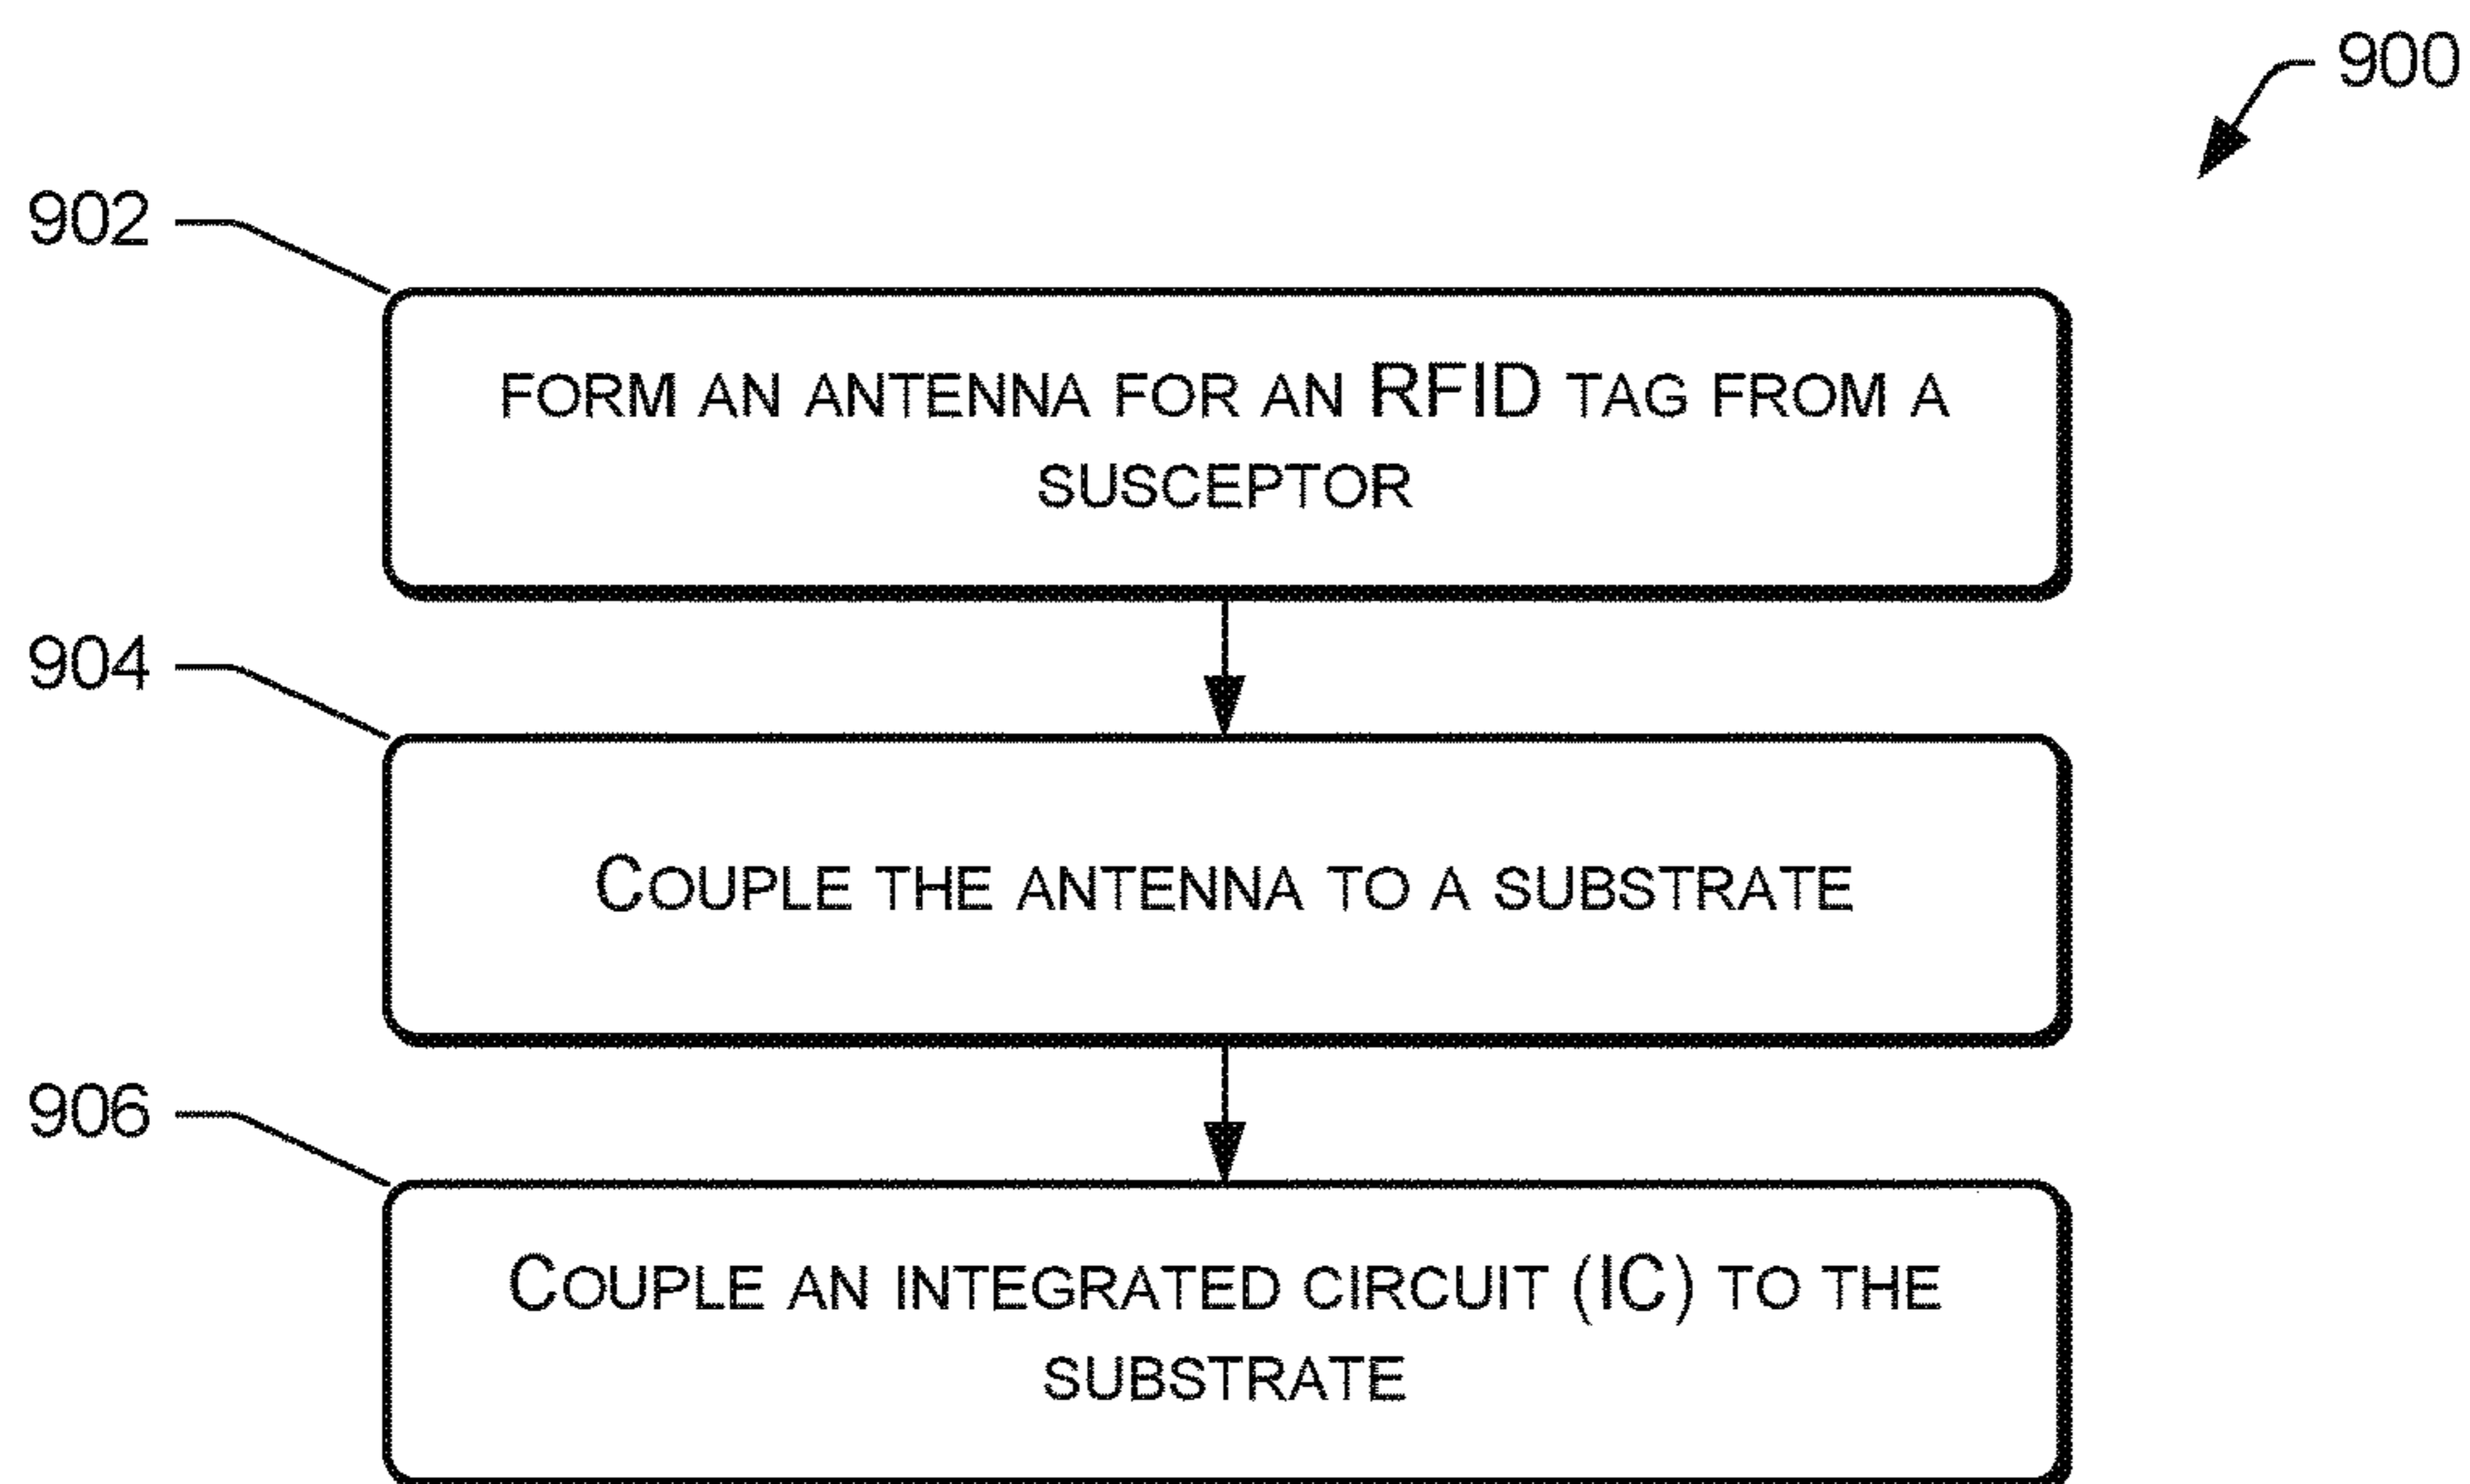 900
902
FORM AN ANTENNA FOR AN RFID TAG FROM A
SUSCEPTOR
904
COUPLE THE ANTENNA TO A SUBSTRATE
906
COUPLE AN INTEGRATED CIRCUIT (IC) TO THE
SUBSTRATE